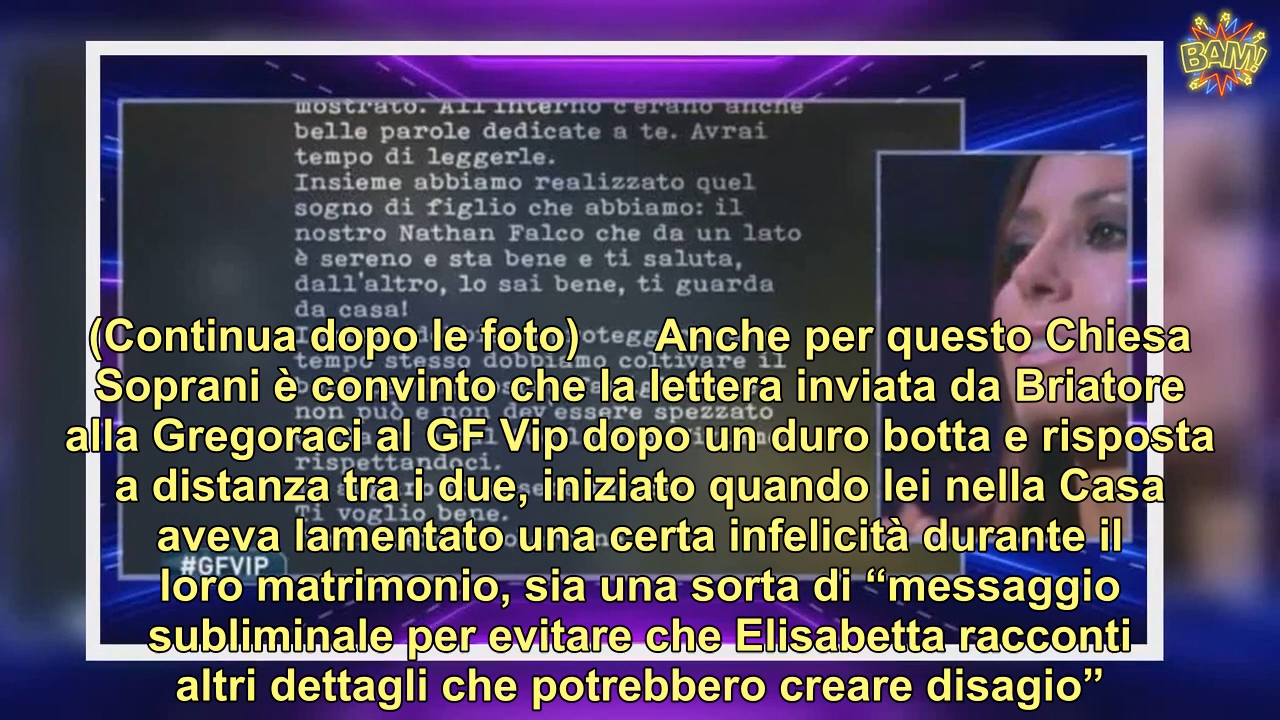 BAM!
mostrato. All'interno c'erano anche
belle parole dedicate a te. Avrai
tempo di leggerle.
Insieme abbiamo realizzato quel
sogno di figlio che abbiamo: il
nostro Nathan Falco che da un lato
è sereno e sta bene e ti saluta,
dall'altro, lo sai bene, ti guarda
da casa!
tempo stesso dobbiamo coltivare il
non può e non dev'essere spezzato
rispettandoci.
Ti voglio bene.
#GFVIP
(Continua dopo le foto) Anche per questo Chiesa
Soprani è convinto che la lettera inviata da Briatore
alla Gregoraci al GF Vip dopo un duro botta e risposta
a distanza tra i due, iniziato quando lei nella Casa
aveva lamentato una certa infelicità durante il
loro matrimonio, sia una sorta di “messaggio
subliminale per evitare che Elisabetta racconti
altri dettagli che potrebbero creare disagio”